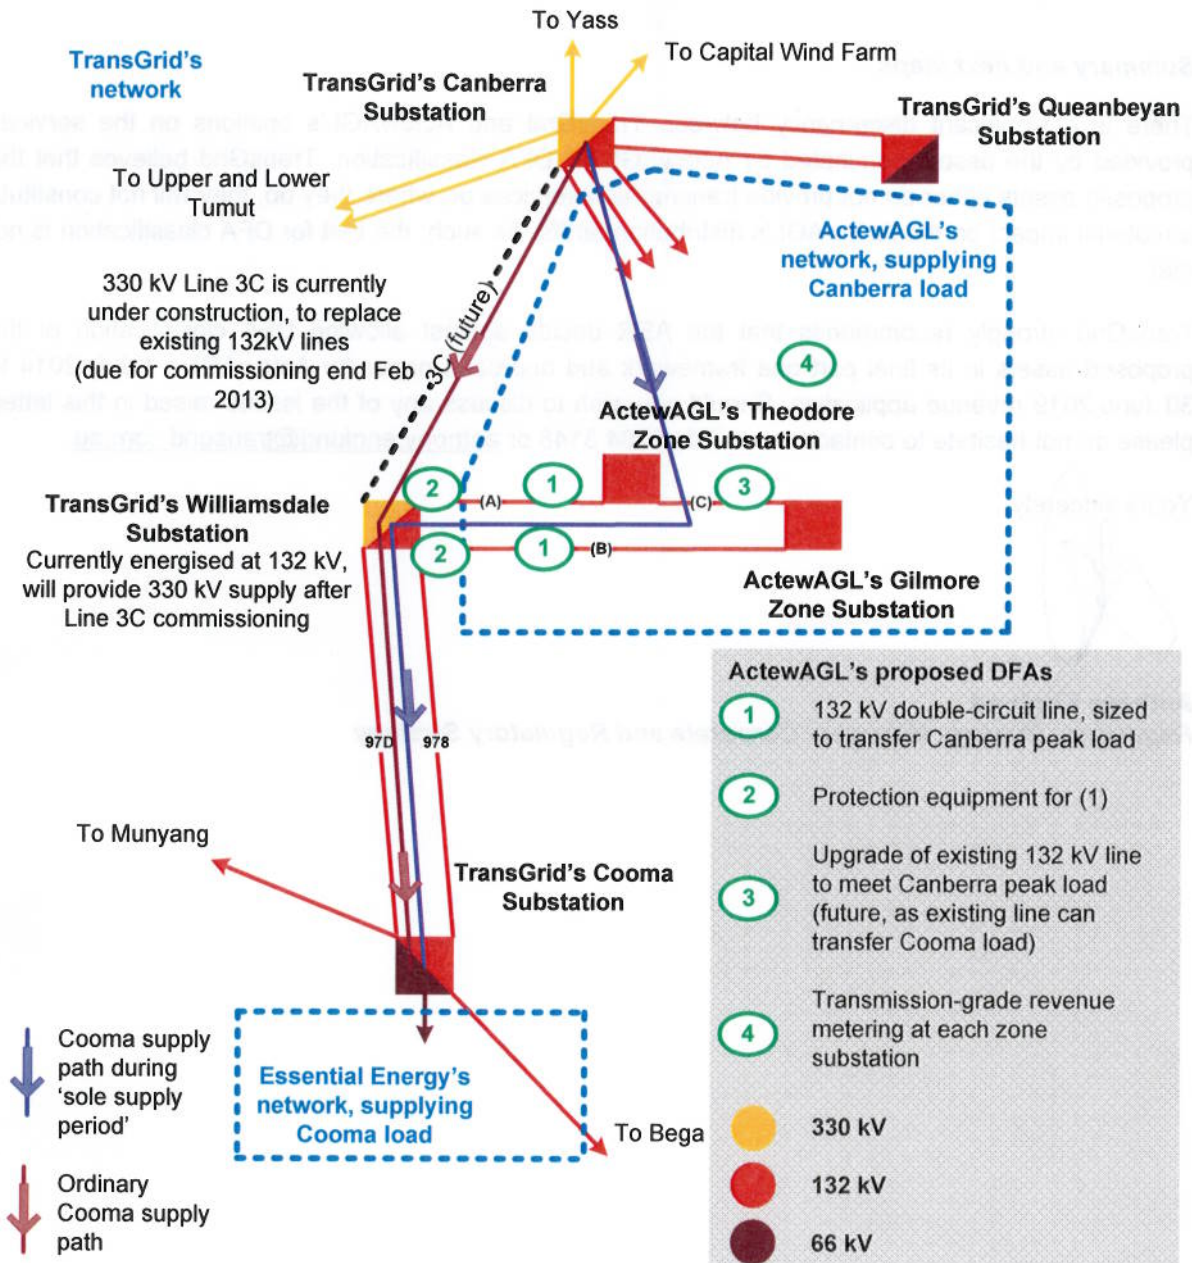 To Yass
To Capital Wind Farm
TransGrid's
network
TransGrid's Canberra
Substation
TransGrid's Queanbeyan
Substation
To Upper and Lower
Tumut
ActewAGL's
network, supplying
Canberra load
330 kV Line 3C is currently
under construction, to replace
existing 132kV lines
(due for commissioning end Feb
2013)
3C (future)
4
ActewAGL's Theodore
Zone Substation
2
(A)
1
(C)
3
TransGrid's Williamsdale
Substation
Currently energised at 132 kV,
will provide 330 kV supply after
Line 3C commissioning
2
1
(B)
ActewAGL's Gilmore
Zone Substation
97D
978
To Munyang
TransGrid's Cooma
Substation
Essential Energy's
network, supplying
Cooma load
To Bega
Cooma supply
path during
'sole supply
period'
Ordinary
Cooma supply
path
ActewAGL's proposed DFAs
1
132 kV double-circuit line, sized
to transfer Canberra peak load
2
Protection equipment for (1)
3
Upgrade of existing 132 kV line
to meet Canberra peak load
(future, as existing line can
transfer Cooma load)
4
Transmission-grade revenue
metering at each zone
substation
330 kV
132 kV
66 kV